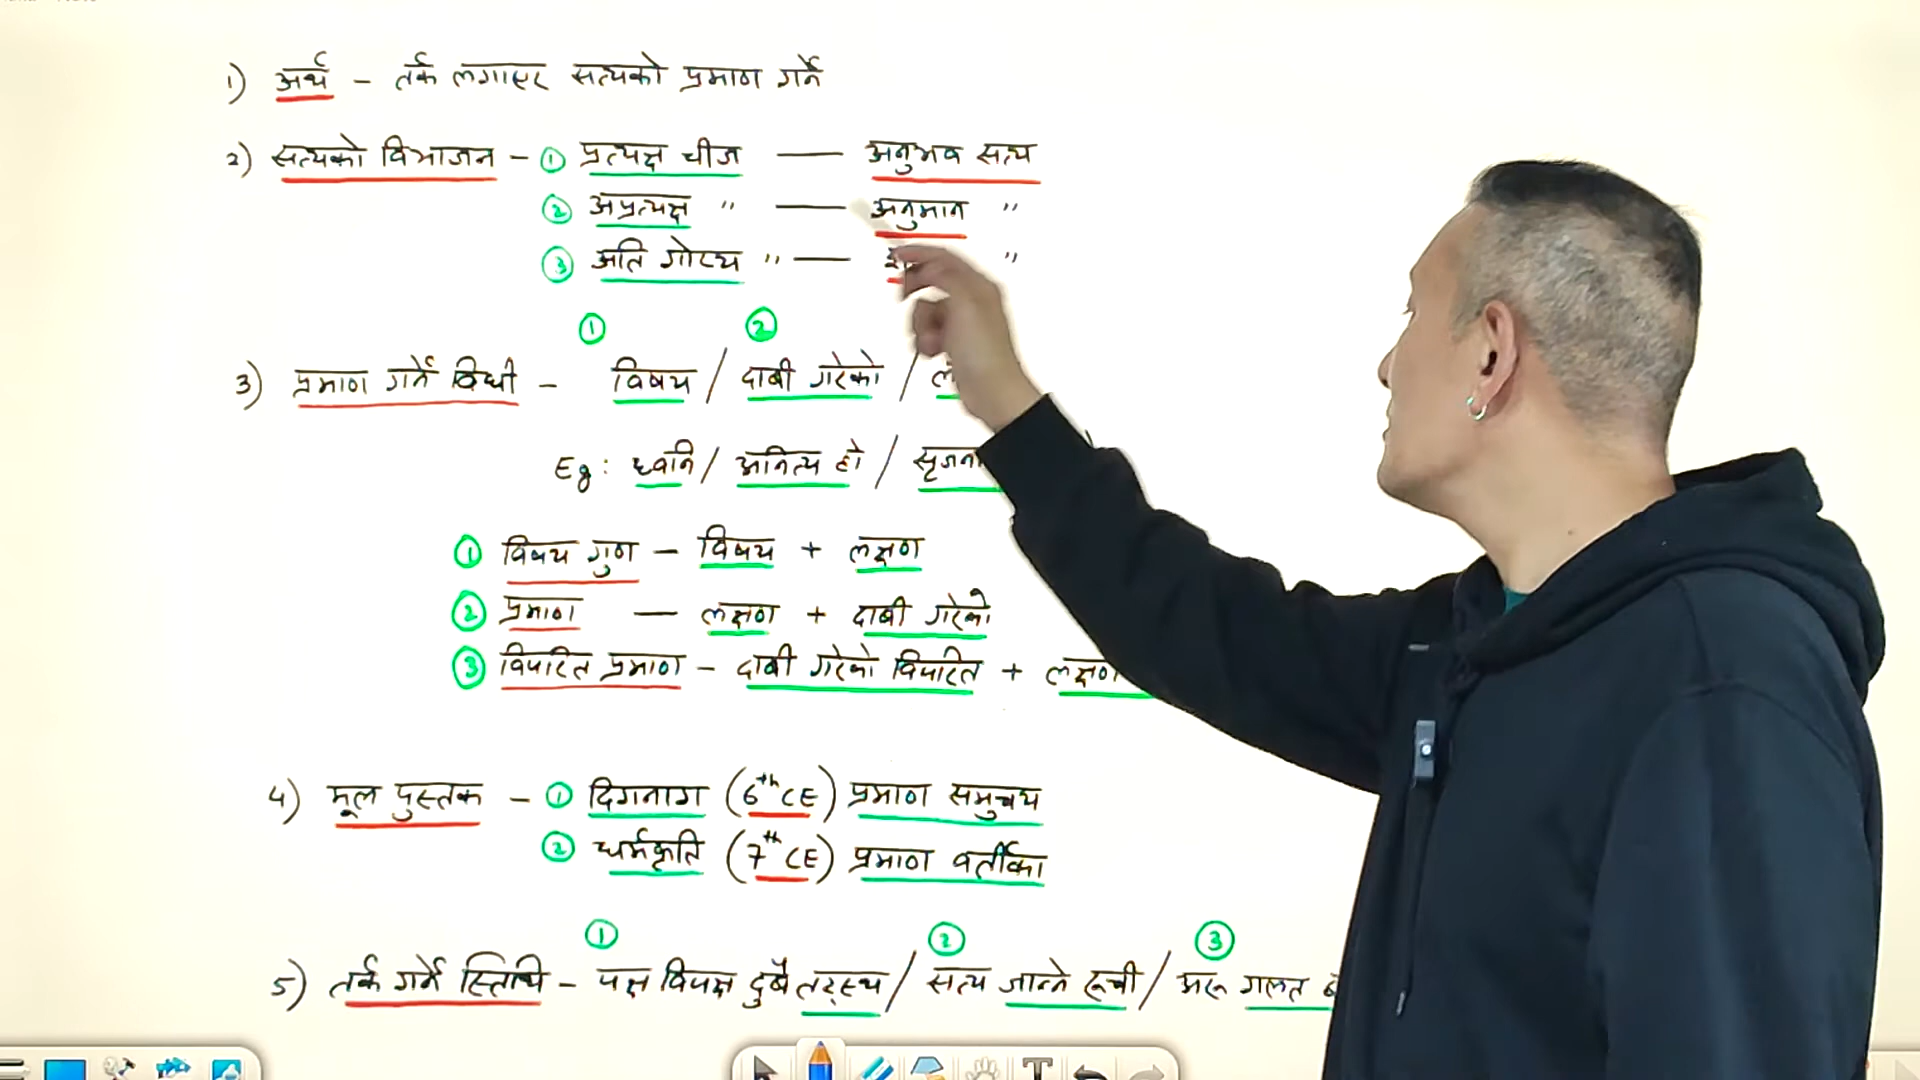 1) अर्थ - तर्क लगाएर सत्यको प्रमाण गर्ने
2) सत्यको विभाजन - ① प्रत्यक्ष चीज — अनुभव सत्य
② अप्रत्यक्ष " — अनुमान "
③ अति गोप्य " — "
① ②
3) प्रमाण गर्ने विधी - विषय / दाबी गरेको /
Eg: ध्वनि / अनित्य हो / सृजना
① विषय गुण - विषय + लक्षण
② प्रमाण — लक्षण + दाबी गरेको
③ विपरित प्रमाण - दाबी गरेको विपरित + लक्षण
4) मूल पुस्तक - ① दिगनाग (6th CE) प्रमाण समुचय
② धर्मकृति (7th CE) प्रमाण वर्तीका
① ② ③
5) तर्क गर्ने स्तिथि - पक्ष विपक्ष दुबै तटस्थ / सत्य जान्ने रूची / अरू गलत